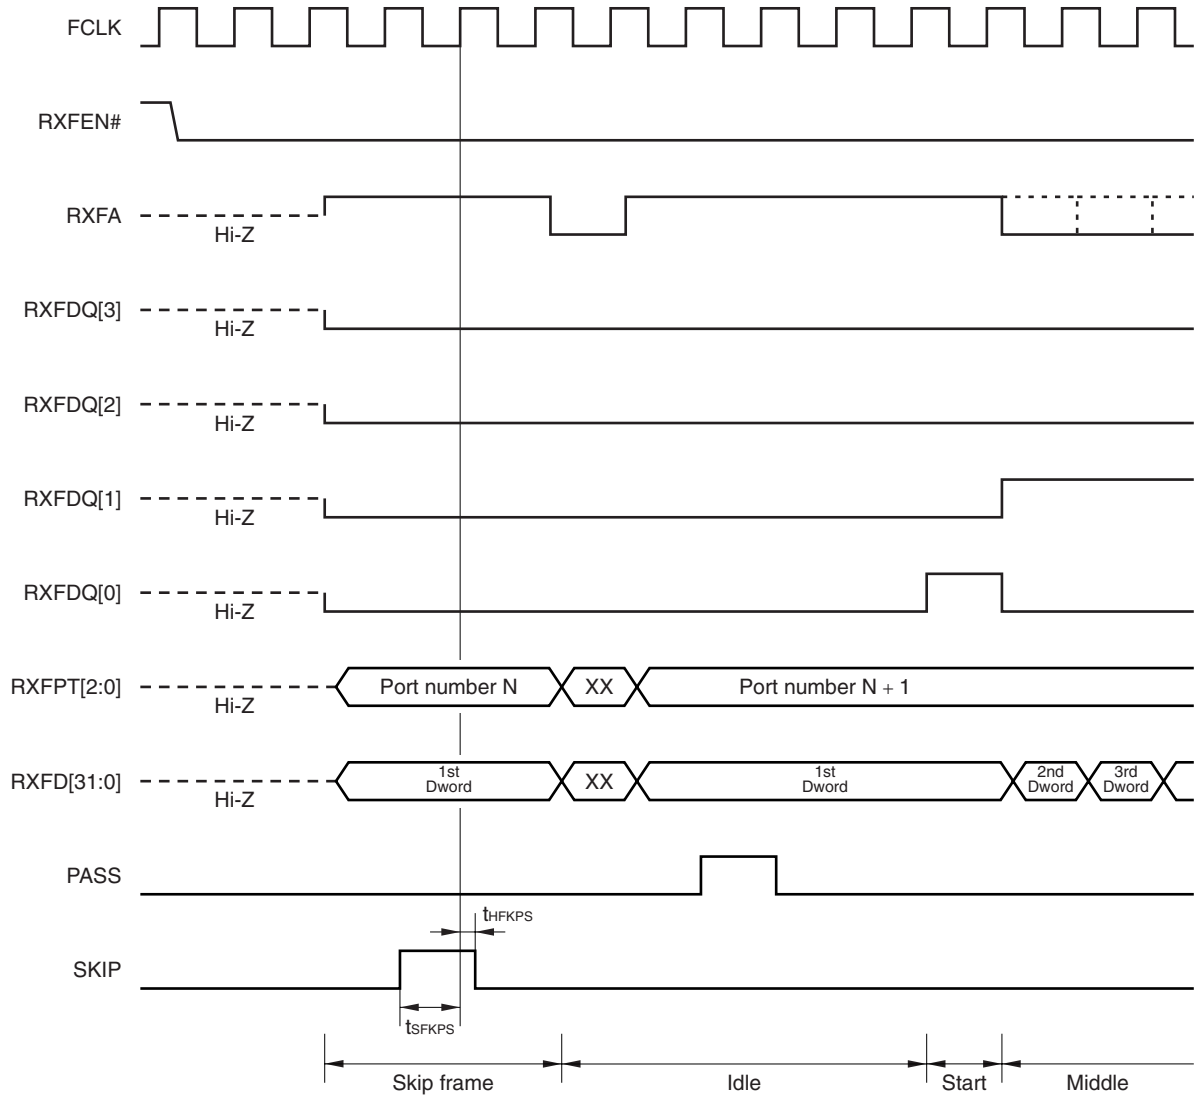 FCLK
RXFEN#
RXFA
Hi-Z
RXFDQ[3]
Hi-Z
RXFDQ[2]
Hi-Z
RXFDQ[1]
Hi-Z
RXFDQ[0]
Hi-Z
RXFPT[2:0]
Hi-Z
Port number N
XX
Port number N + 1
RXFD[31:0]
Hi-Z
1st
Dword
XX
1st
Dword
2nd
Dword
3rd
Dword
PASS
tHFKPS
SKIP
tSFKPS
Skip frame
Idle
Start
Middle